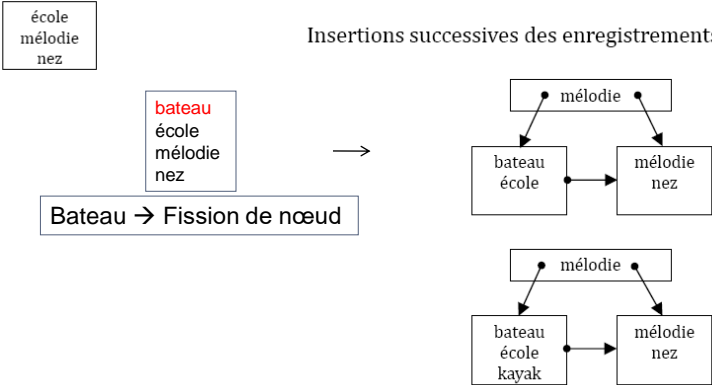 école
mélodie
nez
Insertions successives des enregistrements
bateau
école
mélodie
nez
Bateau → Fission de nœud
mélodie
bateau
école
mélodie
nez
mélodie
bateau
école
kayak
mélodie
nez